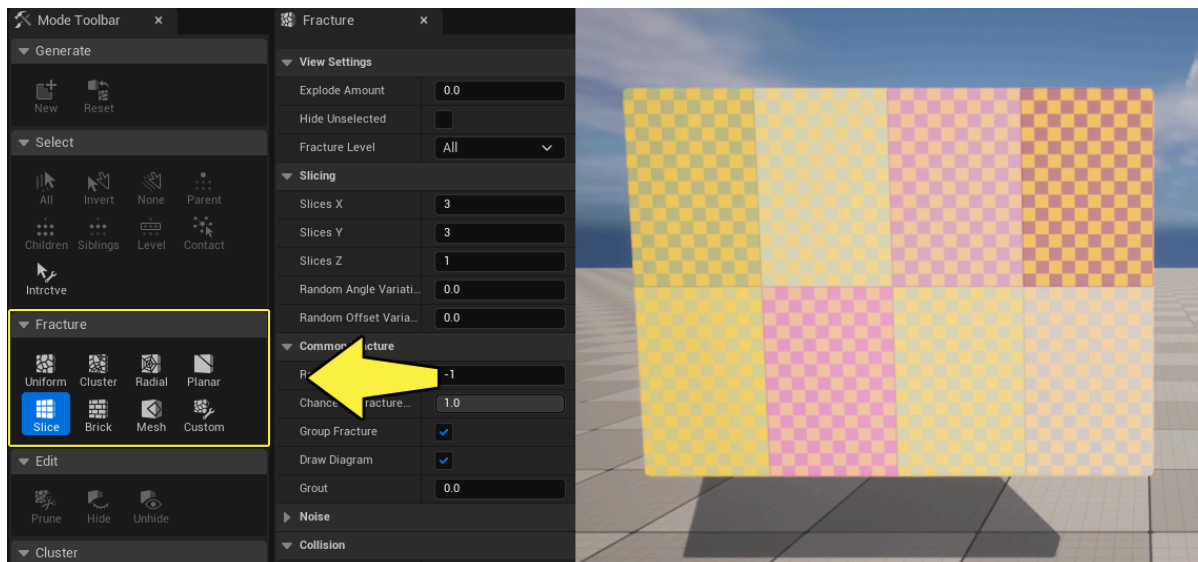 Mode Toolbar
Generate
New Reset
Select
All Invert None Parent
Children Siblings Level Contact
Intrctve
Fracture
Uniform Cluster Radial Planar
Slice Brick Mesh Custom
Edit
Prune Hide Unhide
Cluster
Fracture
View Settings
Explode Amount 0.0
Hide Unselected
Fracture Level All
Slicing
Slices X 3
Slices Y 3
Slices Z 1
Random Angle Variati... 0.0
Random Offset Varia... 0.0
Common
-1
Chance 1.0
Group Fracture
Draw Diagram
Grout 0.0
Noise
Collision